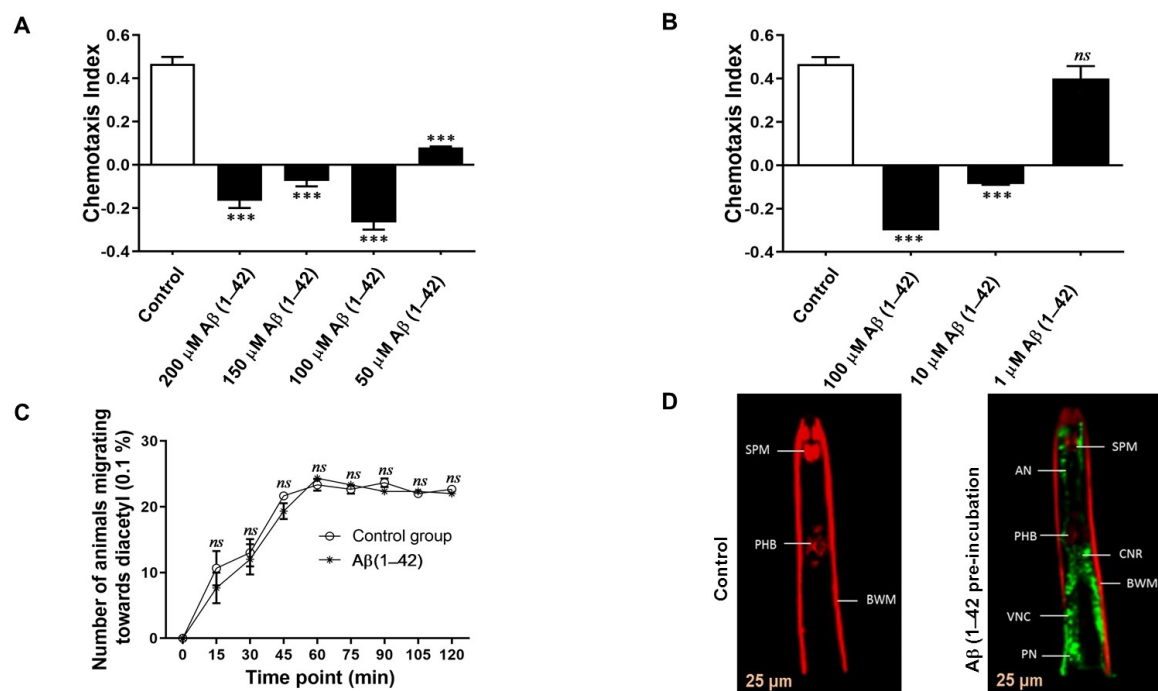 A
Chemotaxis Index
0.6
0.4
0.2
0.0
-0.2
-0.4
***
***
***
***
Control
200 µM Aβ (1–42)
150 µM Aβ (1–42)
100 µM Aβ (1–42)
50 µM Aβ (1–42)
B
Chemotaxis Index
0.6
0.4
0.2
0.0
-0.2
-0.4
***
***
ns
Control
100 µM Aβ (1–42)
10 µM Aβ (1–42)
1 µM Aβ (1–42)
C
Number of animals migrating
towards diacetyl (0.1 %)
30
20
10
0
ns
ns
ns
ns
ns
ns
ns
ns
Control group
Aβ(1–42)
0 15 30 45 60 75 90 105 120
Time point (min)
D
Control
SPM
PHB
BWM
25 µm
Aβ (1–42 pre-incubation
SPM
AN
PHB
CNR
BWM
VNC
PN
25 µm